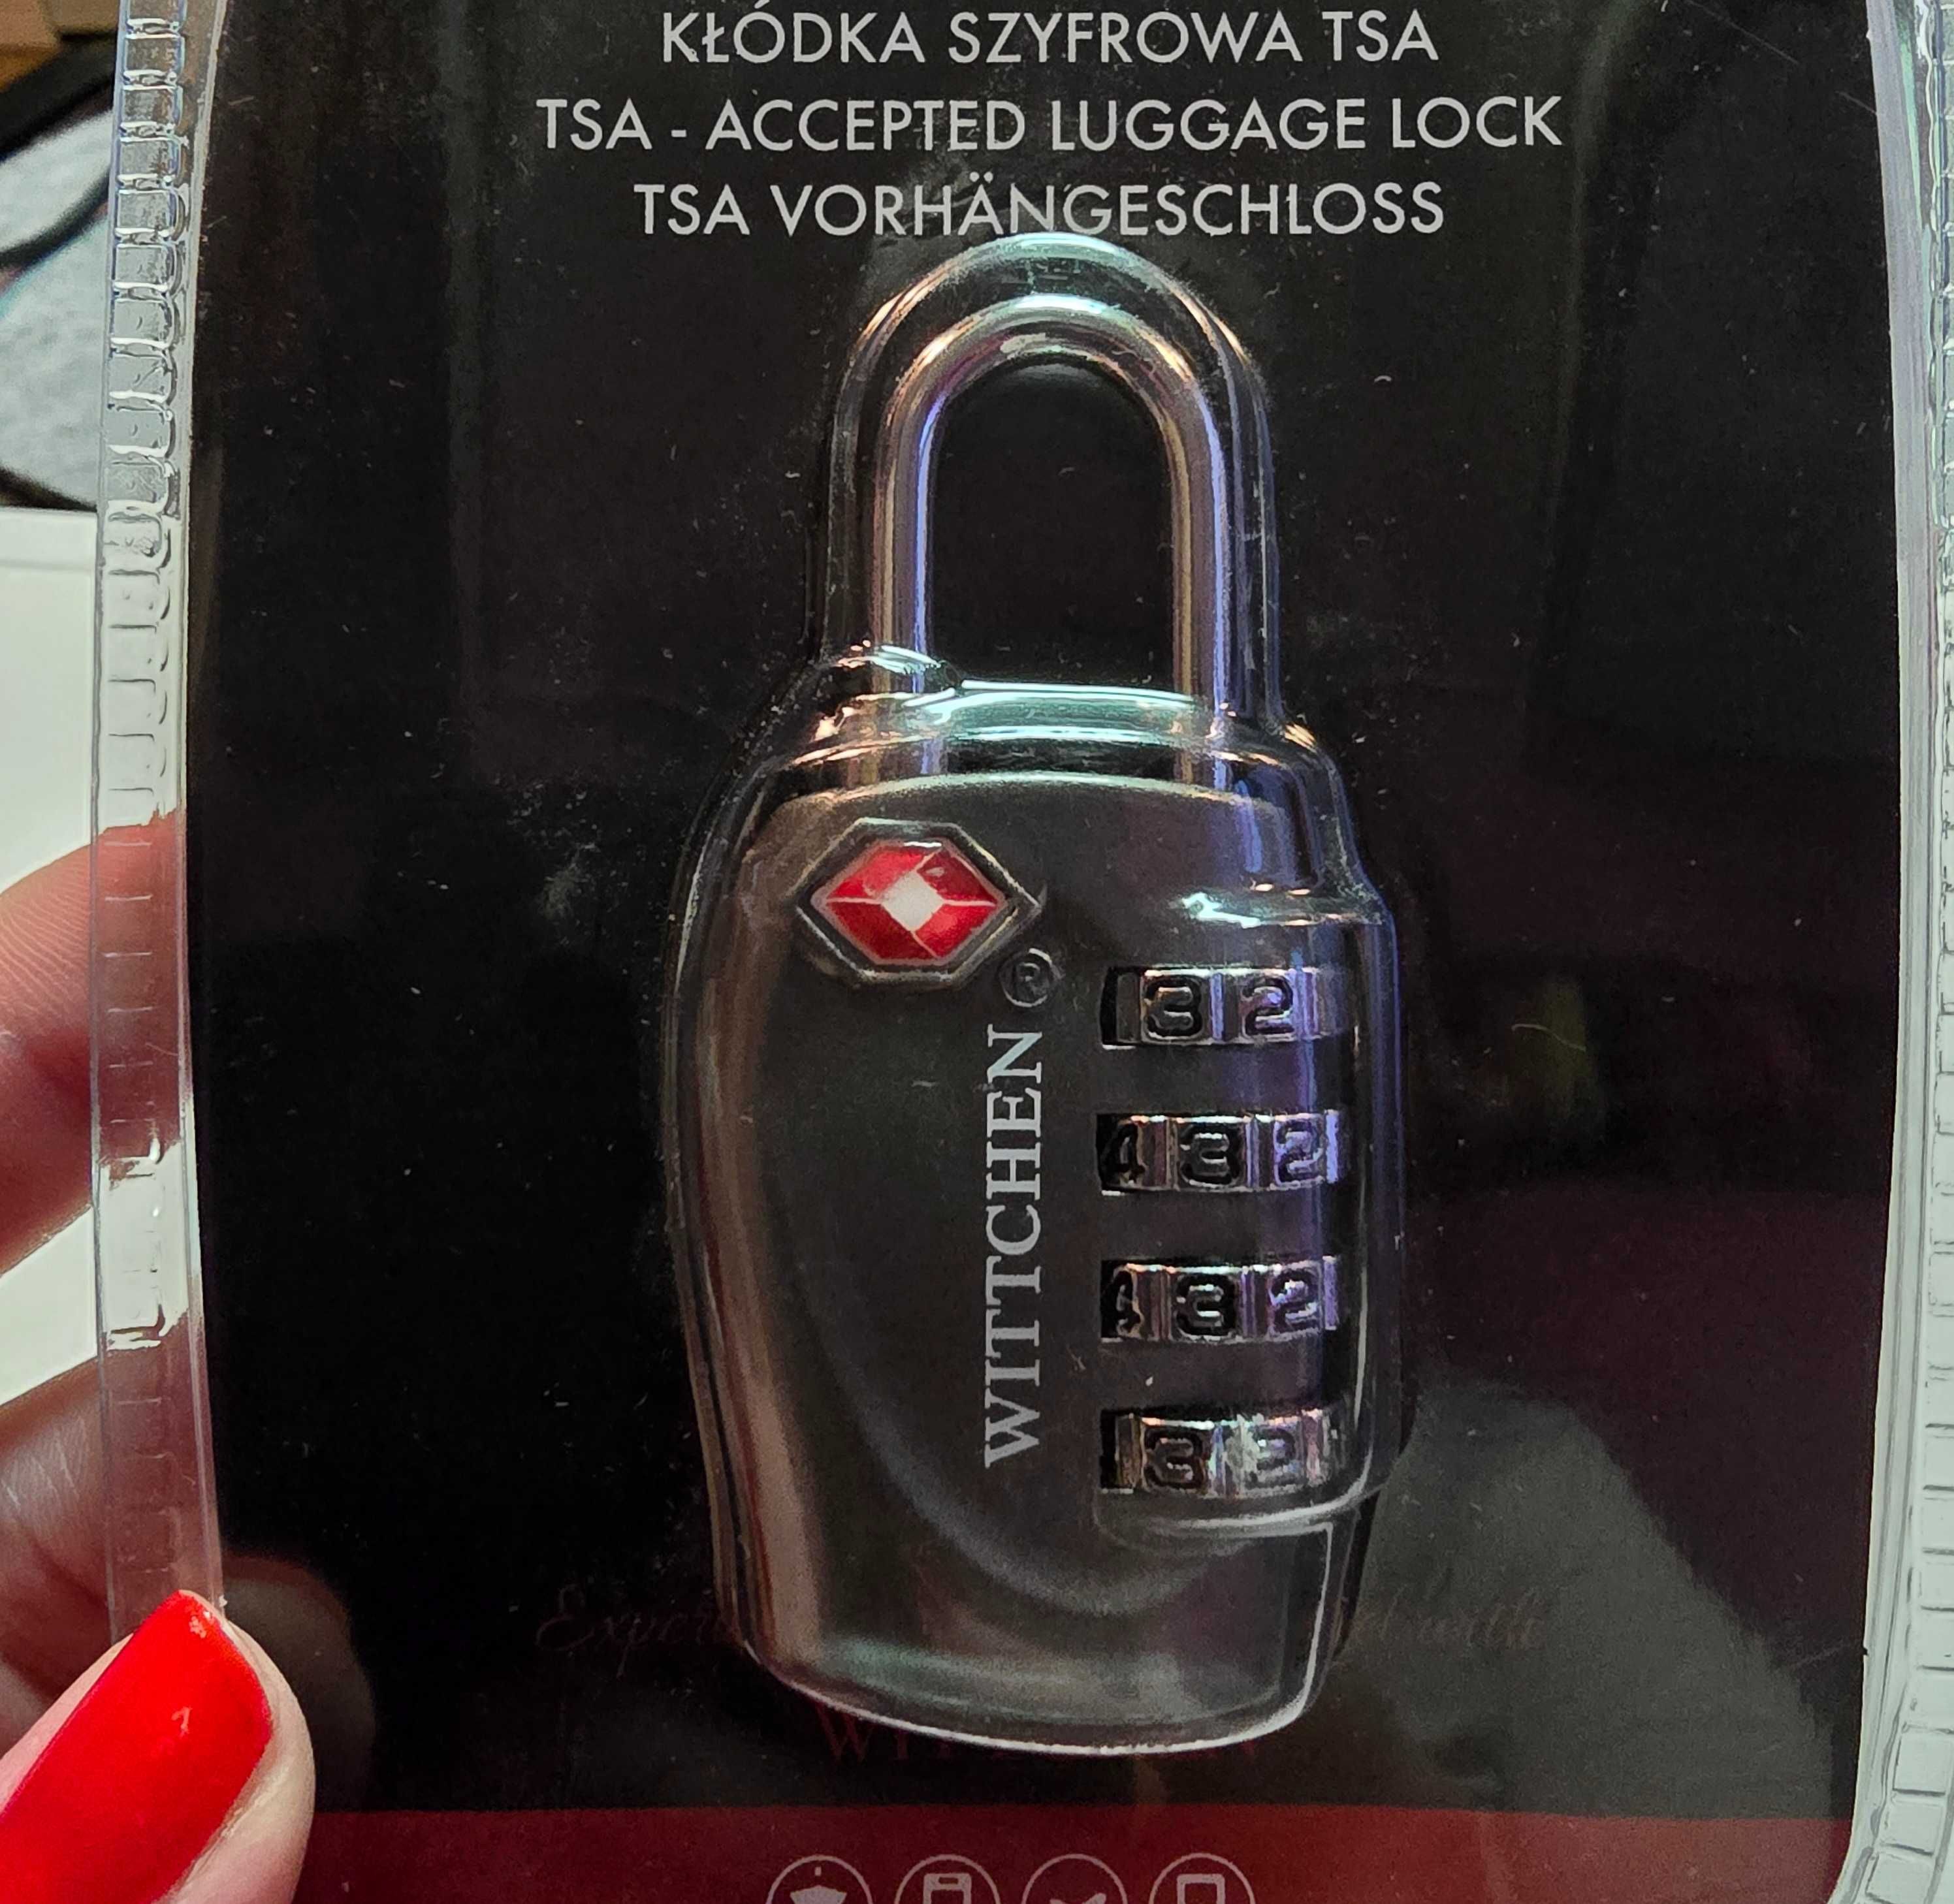 KŁÓDKA SZYFROWA TSA
TSA - ACCEPTED LUGGAGE LOCK
TSA VORHÄNGESCHLOSS
®
WITTCHEN
3 2
4 3 2
4 3 2
3 2
with